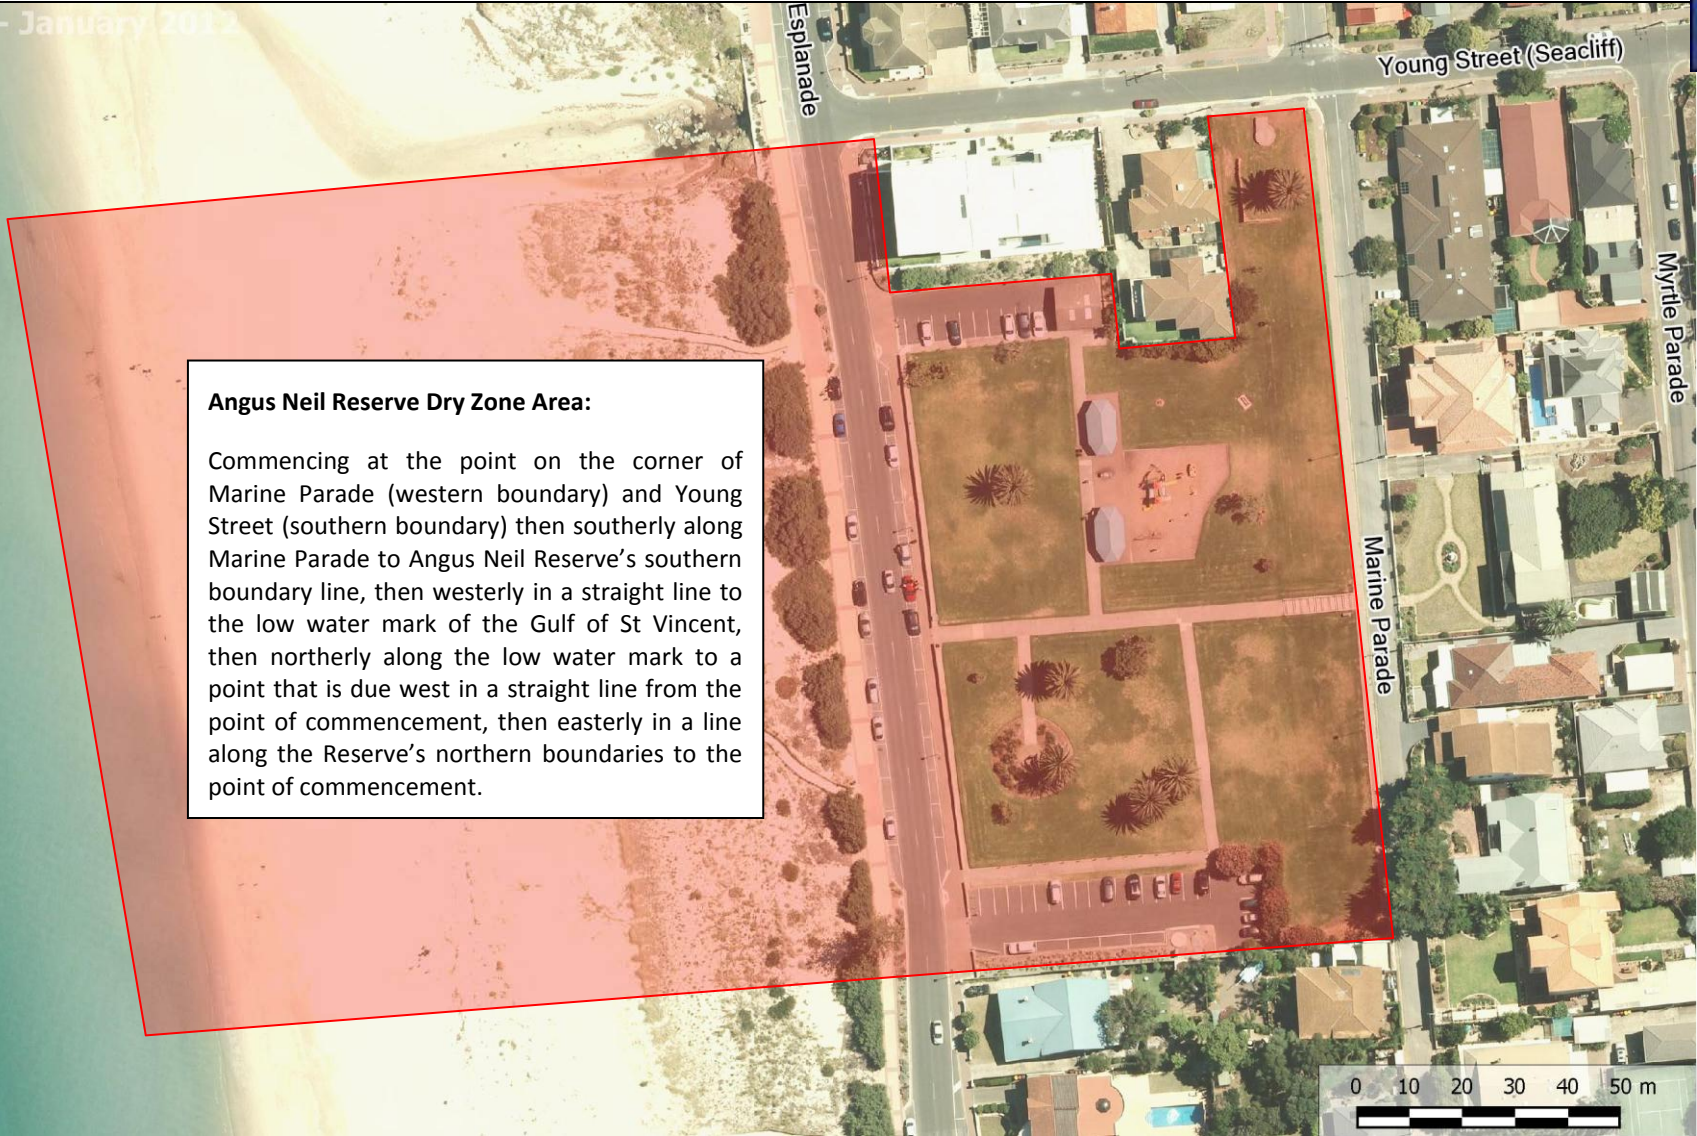 - January 2012
Esplanade
Young Street (Seacliff)
Myrtle Parade
Angus Neil Reserve Dry Zone Area:
Commencing at the point on the corner of
Marine Parade (western boundary) and Young
Street (southern boundary) then southerly along
Marine Parade to Angus Neil Reserve’s southern
boundary line, then westerly in a straight line to
the low water mark of the Gulf of St Vincent,
then northerly along the low water mark to a
point that is due west in a straight line from the
point of commencement, then easterly in a line
along the Reserve’s northern boundaries to the
point of commencement.
Marine Parade
0 10 20 30 40 50 m